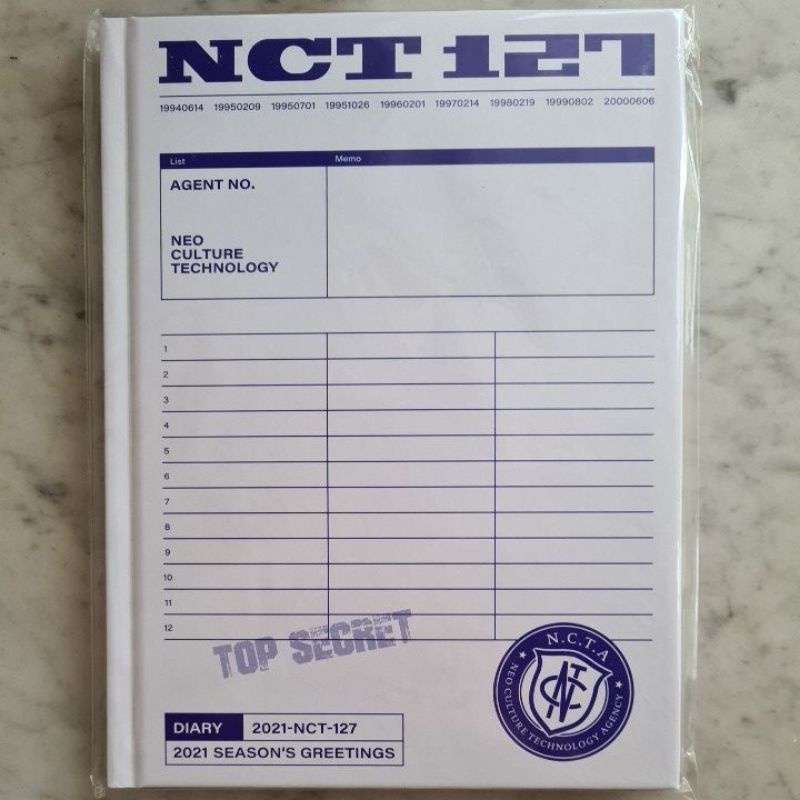 NCT 127
19940614 19950209 19950701 19951026 19960201 19970214 19980219 19990802 20000606
List Memo
AGENT NO.
NEO
CULTURE
TECHNOLOGY
1
2
3
4
5
6
7
8
9
10
11
12
TOP SECRET
N.C.T.A
NCT
NEO CULTURE TECHNOLOGY AGENCY
DIARY 2021-NCT-127
2021 SEASON'S GREETINGS